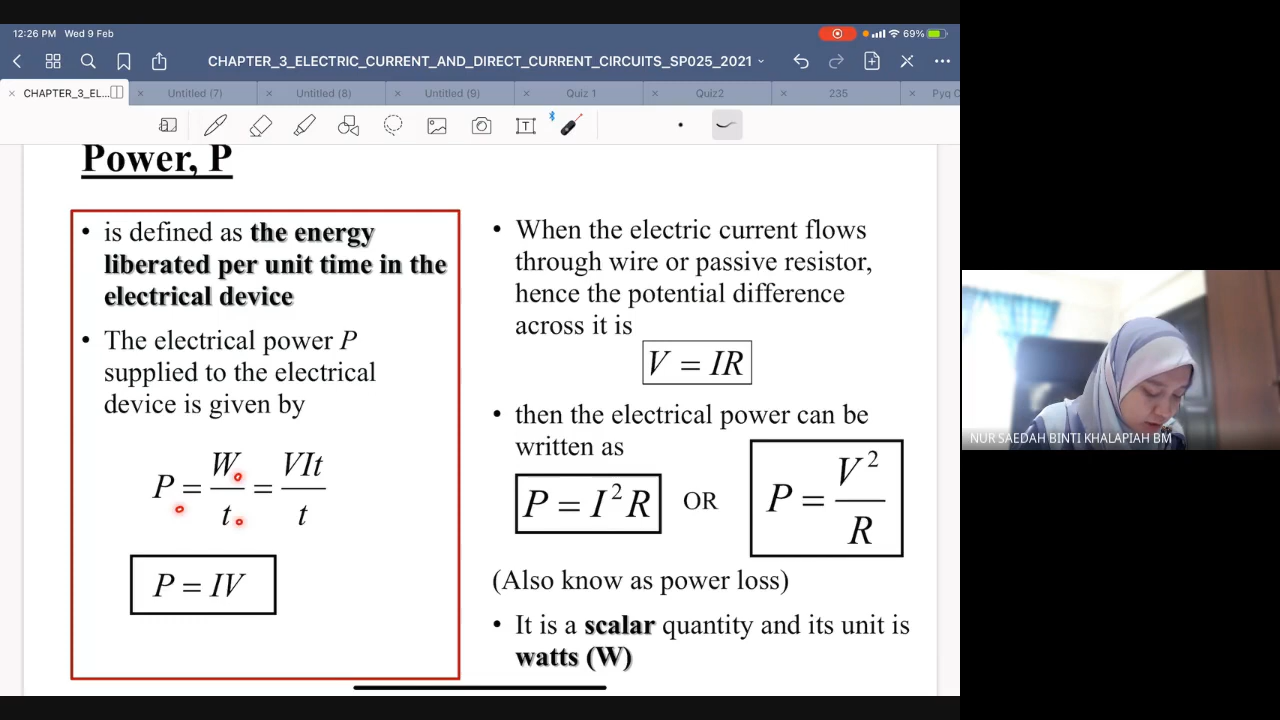 12:26 PM Wed 9 Feb
69%
CHAPTER_3_ELECTRIC_CURRENT_AND_DIRECT_CURRENT_CIRCUITS_SP025_2021
CHAPTER_3_EL...
Untitled (7)
Untitled (8)
Untitled (9)
Quiz 1
Quiz2
235
Pyq C
Power, P
• is defined as the energy
liberated per unit time in the
electrical device
• The electrical power P
supplied to the electrical
device is given by
P = W/t = VIt/t
P = IV
• When the electric current flows
through wire or passive resistor,
hence the potential difference
across it is
V = IR
• then the electrical power can be
written as
P = I²R OR P = V²/R
(Also know as power loss)
• It is a scalar quantity and its unit is
watts (W)
NUR SAEDAH BINTI KHALAPIAH BM